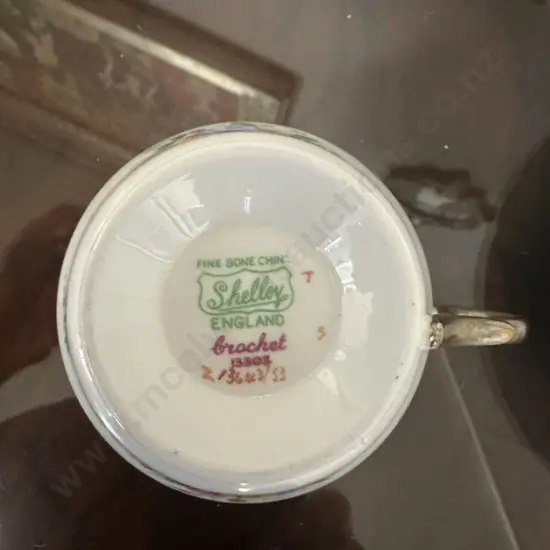 FINE BONE CHINA
Shelley
ENGLAND
Crochet
13303
T
S